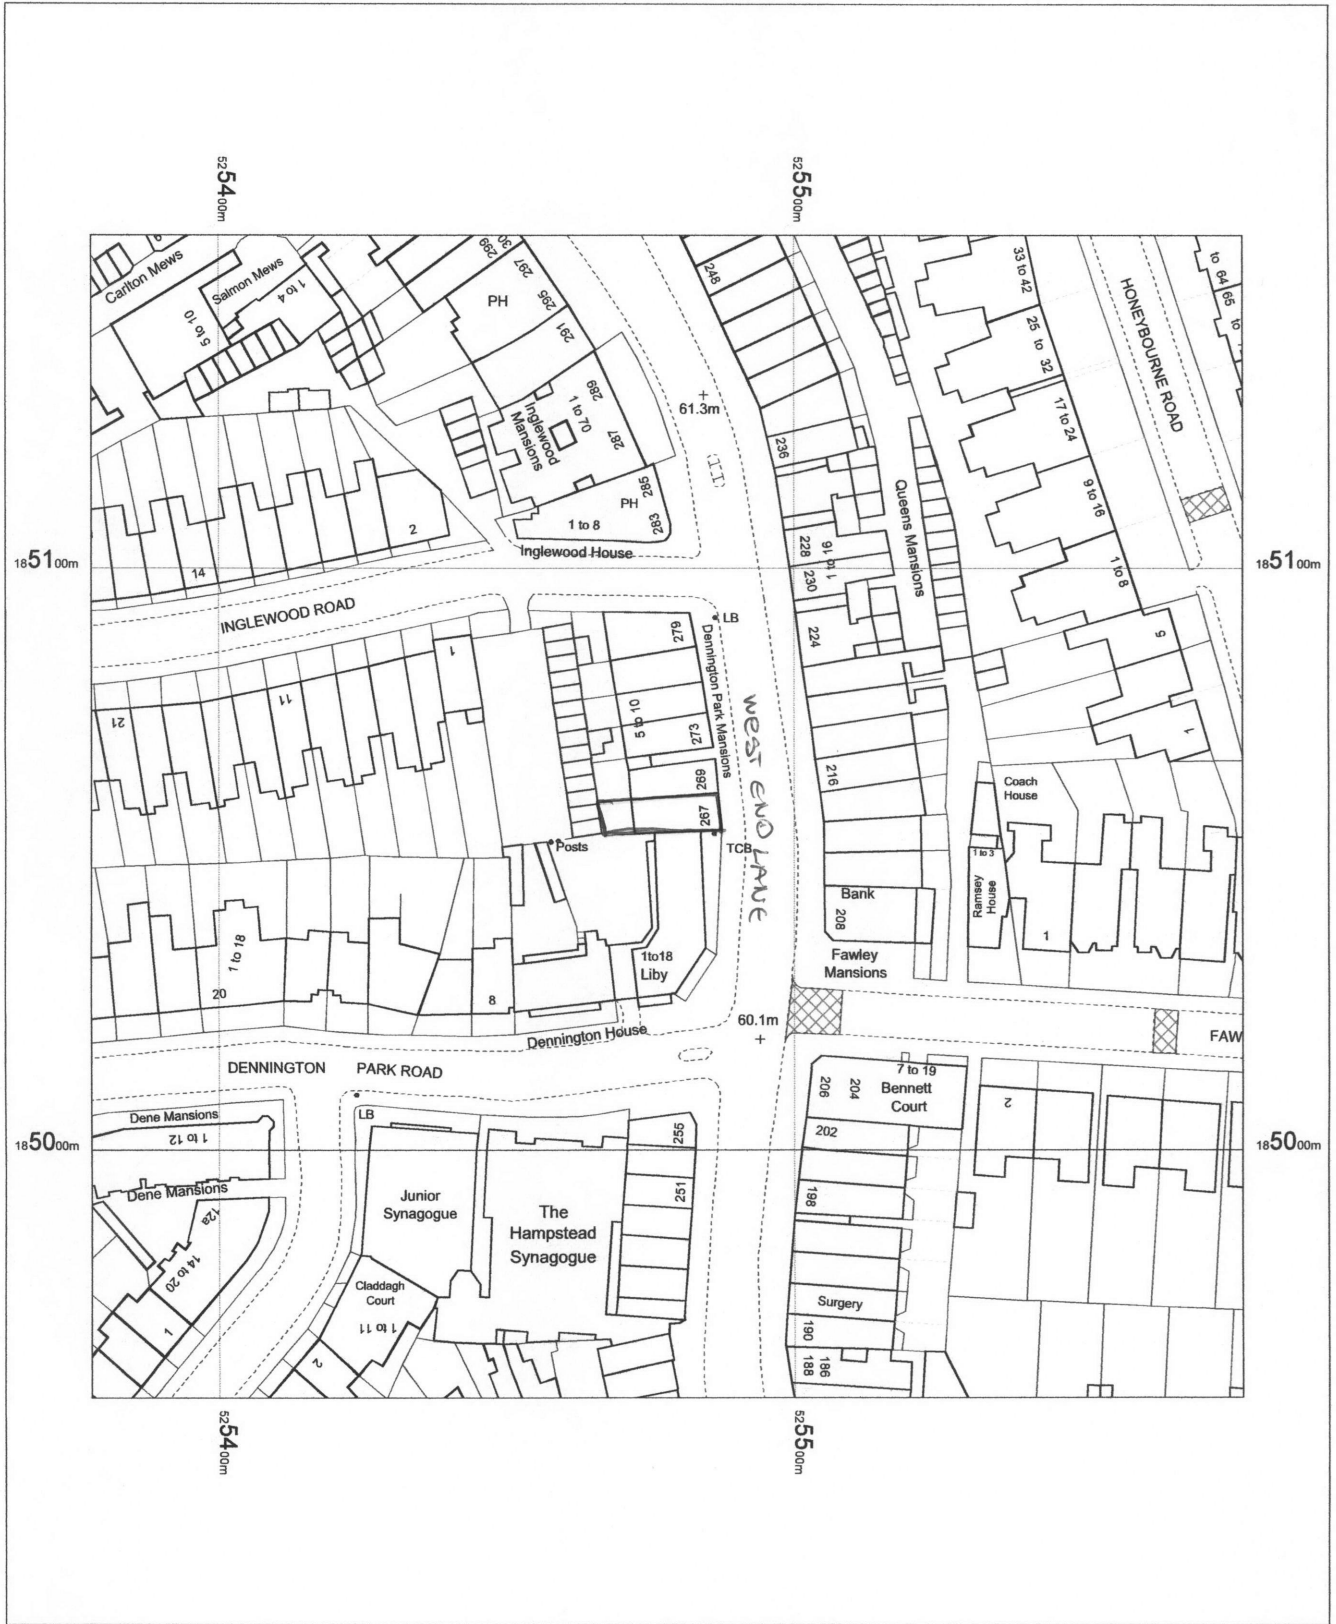 5254 00m
5255 00m
Carlton Mews
Salmon Mews
1 to 4
5 to 10
299
30
297
295
291
PH
248
33 to 42
25 to 32
17 to 24
9 to 16
1 to 8
HONEYBOURNE ROAD
to 64
65
to
61.3m
289
287
1 to 70
Inglewood
Mansions
285
283
PH
1 to 8
Inglewood House
236
228
230
1 to 16
224
Queens Mansions
2
14
1851 00m
1851 00m
INGLEWOOD ROAD
LB
279
Dennington Park Mansions
5 to 10
273
269
267
1
11
21
5
1
WEST END LANE
216
Coach
House
Posts
TCB
1 to 3
Ramsey
House
1
Bank
208
Fawley
Mansions
1to18
Liby
1 to 18
20
8
Dennington House
60.1m
FAW
DENNINGTON PARK ROAD
LB
7 to 19
Bennett
Court
206
204
202
2
Dene Mansions
1 to 12
Dene Mansions
12a
14 to 20
1
1850 00m
1850 00m
255
251
198
Junior
Synagogue
The
Hampstead
Synagogue
Claddagh
Court
1 to 11
2
Surgery
190
188
186
5254 00m
5255 00m